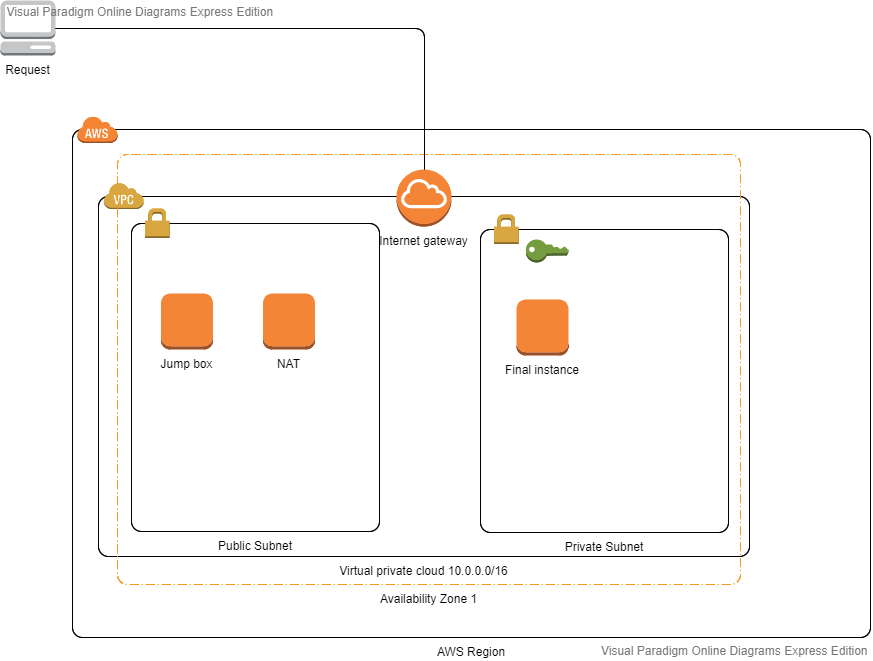 Visual Paradigm Online Diagrams Express Edition
Request
AWS
VPC
Internet gateway
Jump box
NAT
Final instance
Public Subnet
Private Subnet
Virtual private cloud 10.0.0.0/16
Availability Zone 1
AWS Region
Visual Paradigm Online Diagrams Express Edition